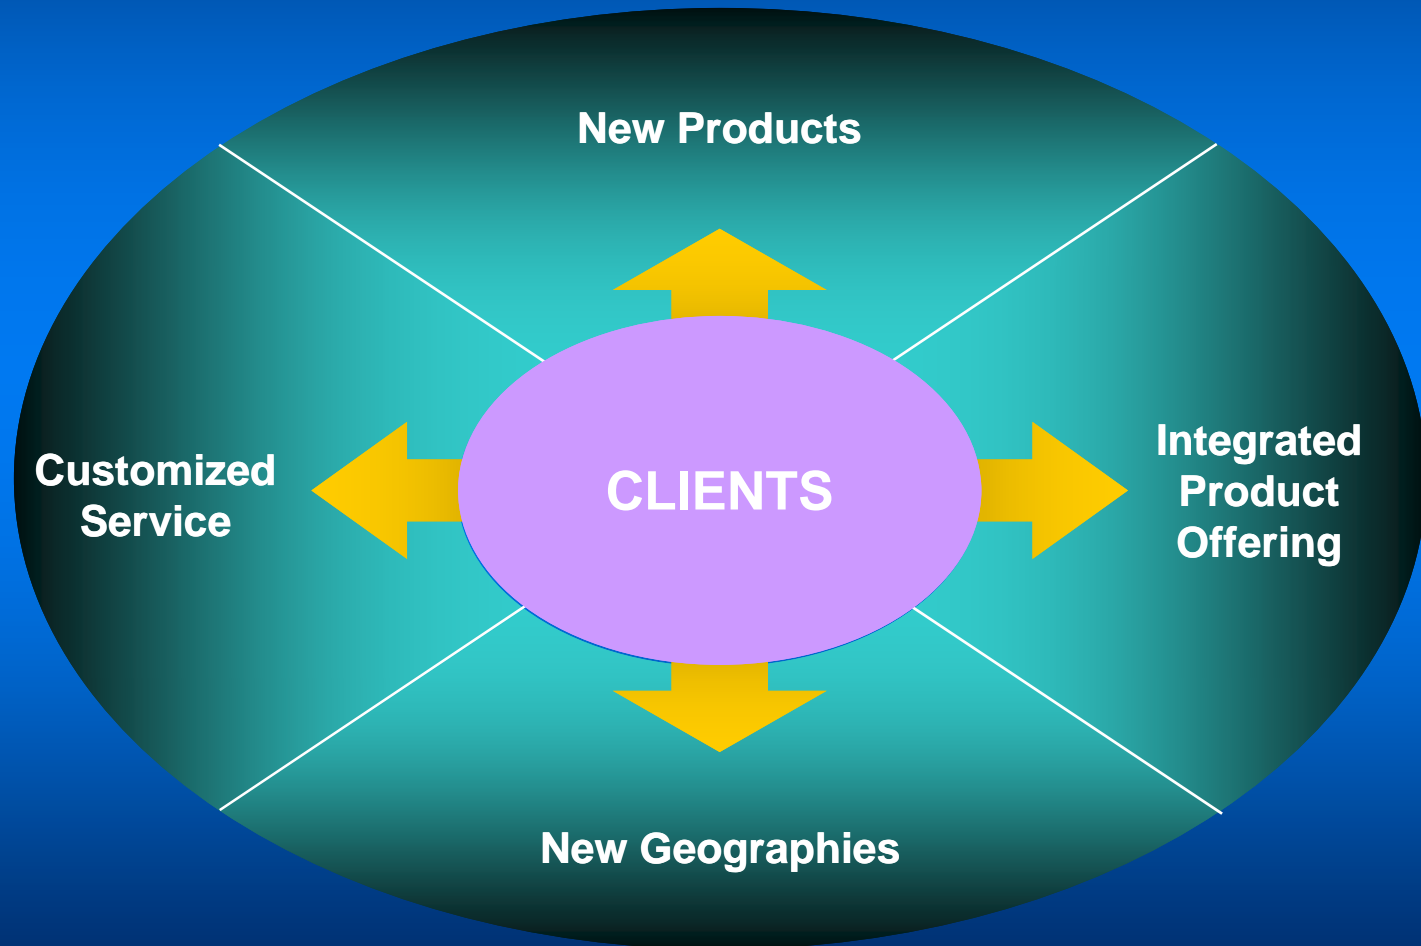 New Products
Customized
Service
CLIENTS
Integrated
Product
Offering
New Geographies